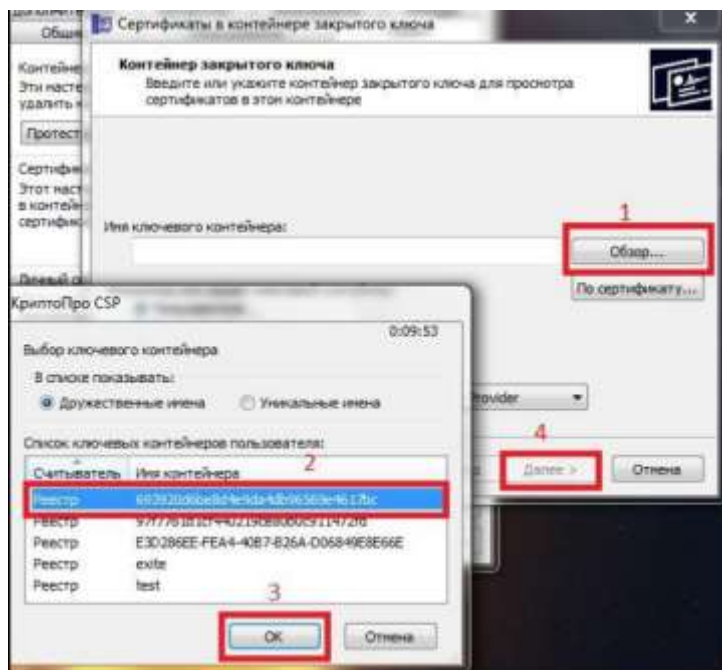 Сертификаты в контейнере закрытого ключа
Общие
Контейнер закрытого ключа
Введите или укажите контейнер закрытого ключа для просмотра
сертификатов в этом контейнере
Контейне
Эти насте
удалить к
Протест
Сертифик
Этот наст
в контейн
сертифик
1
Имя ключевого контейнера:
Обзор...
По сертификату...
КриптоПро CSP
0:09:53
Выбор ключевого контейнера
В списке показывать:
Дружественные имена
Уникальные имена
rovider
4
Далее >
Отмена
Список ключевых контейнеров пользователя:
2
Считыватель
Имя контейнера
Реестр
Реестр
Реестр E3D286EE-FEA4-40B7-B26A-D06849E8E66E
Реестр exite
Реестр test
3
OK
Отмена